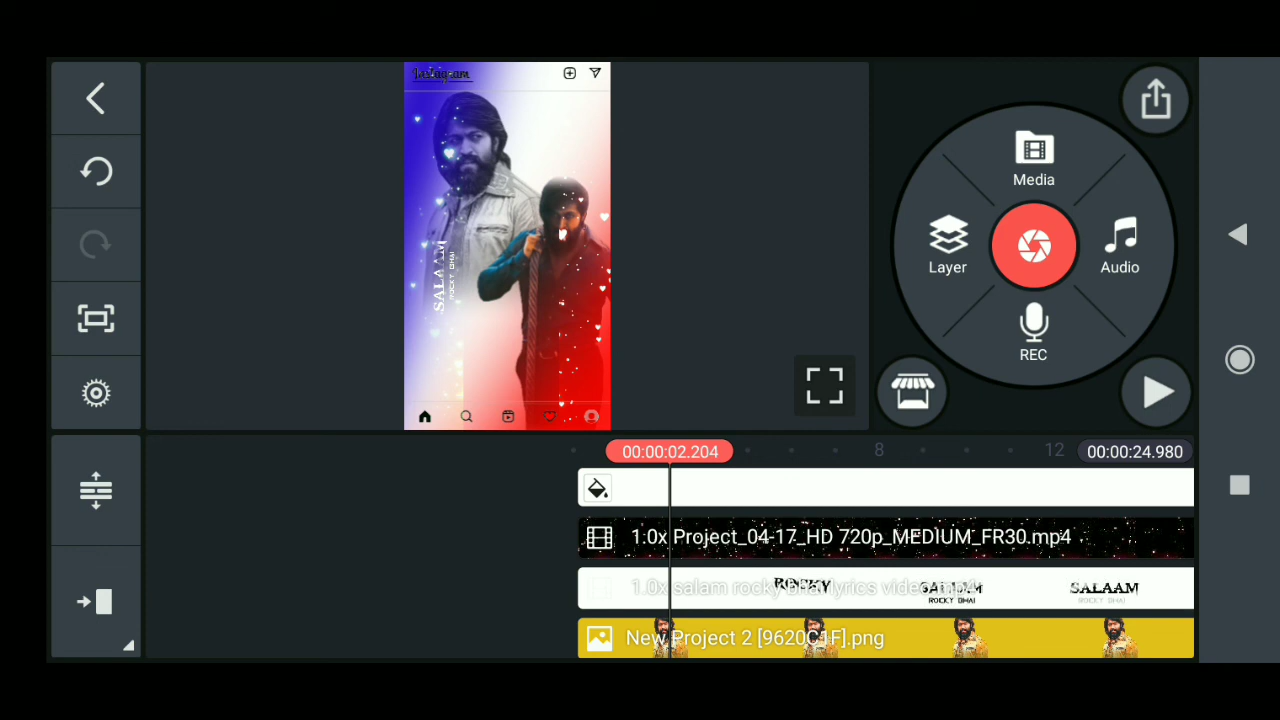 Instagram
SALAAM
ROCKY BHAI
Media
Layer
Audio
REC
00:00:02.204
8
12
00:00:24.980
1.0x Project_04-17_HD 720p_MEDIUM_FR30.mp4
1.0x salam rocky bhai lyrics video.mp4
ROCKY
SALAAM
ROCKY BHAI
SALAAM
ROCKY BHAI
New Project 2 [9620C1F].png